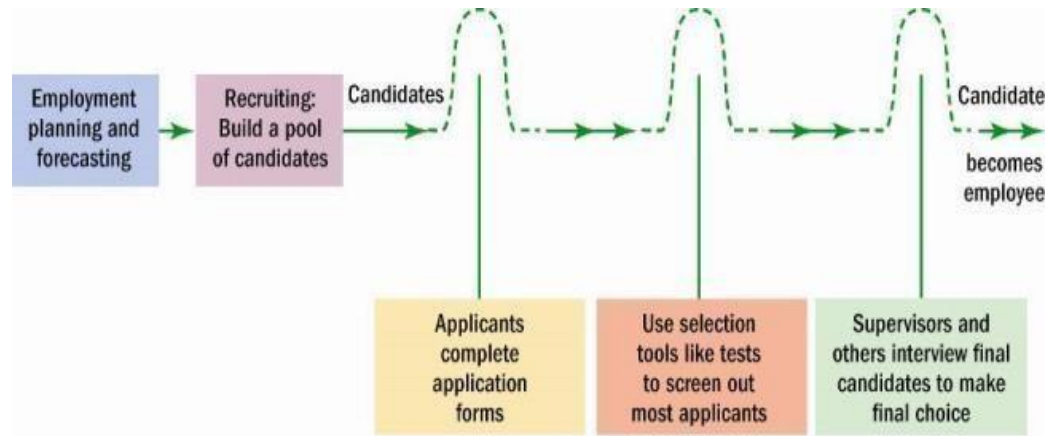 Employment
planning and
forecasting
Recruiting:
Build a pool
of candidates
Candidates
Candidate
becomes
employee
Applicants
complete
application
forms
Use selection
tools like tests
to screen out
most applicants
Supervisors and
others interview final
candidates to make
final choice